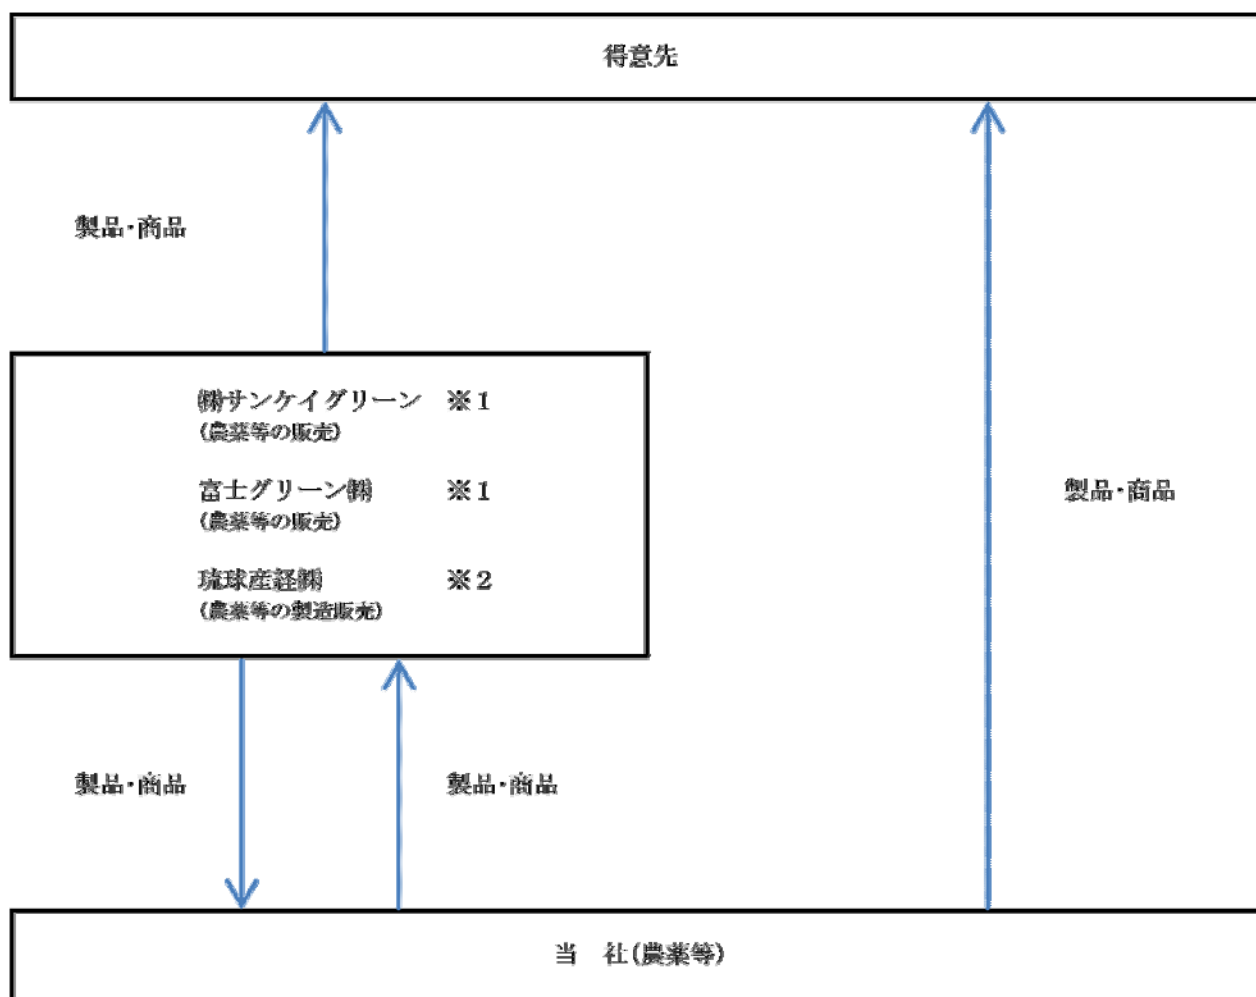 得意先
製品・商品
㈱サンケイグリーン ※1
(農薬等の販売)
富士グリーン㈱ ※1
(農薬等の販売)
製品・商品
琉球産経㈱ ※2
(農薬等の製造販売)
製品・商品
製品・商品
当　社(農薬等)